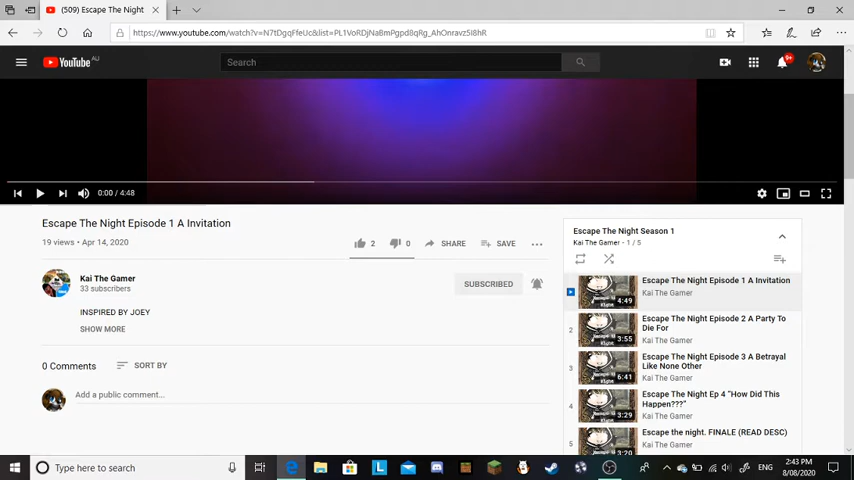 (509) Escape The Night
https://www.youtube.com/watch?v=N7tDgqFfeUc&list=PL1VoRDjNaBmPgpd8qRg_AhOnravz5I8hR
YouTube AU
Search
9+
0:00 / 4:48
Escape The Night Episode 1 A Invitation
19 views • Apr 14, 2020
2
0
SHARE
SAVE
Kai The Gamer
33 subscribers
SUBSCRIBED
INSPIRED BY JOEY
SHOW MORE
0 Comments
SORT BY
Add a public comment...
Escape The Night Season 1
Kai The Gamer - 1 / 5
4:49
Escape The Night Episode 1 A Invitation
Kai The Gamer
2
3:55
Escape The Night Episode 2 A Party To
Die For
Kai The Gamer
3
6:41
Escape The Night Episode 3 A Betrayal
Like None Other
Kai The Gamer
4
3:29
Escape The Night Ep 4 "How Did This
Happen???"
Kai The Gamer
5
3:20
Escape the night. FINALE (READ DESC)
Kai The Gamer
Type here to search
L
ENG
2:43 PM
8/08/2020